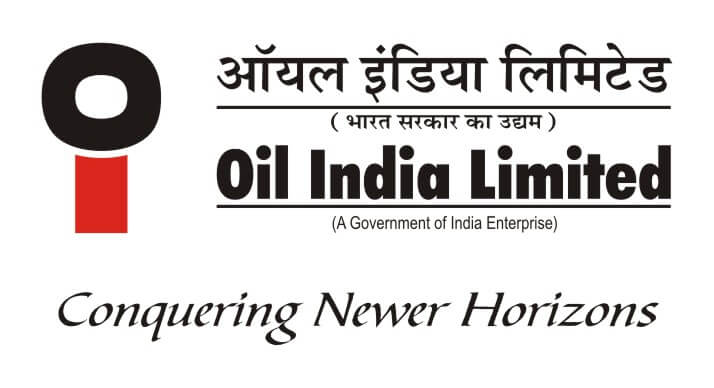 ऑयल इंडिया लिमिटेड
( भारत सरकार का उद्यम )
Oil India Limited
(A Government of India Enterprise)
Conquering Newer Horizons